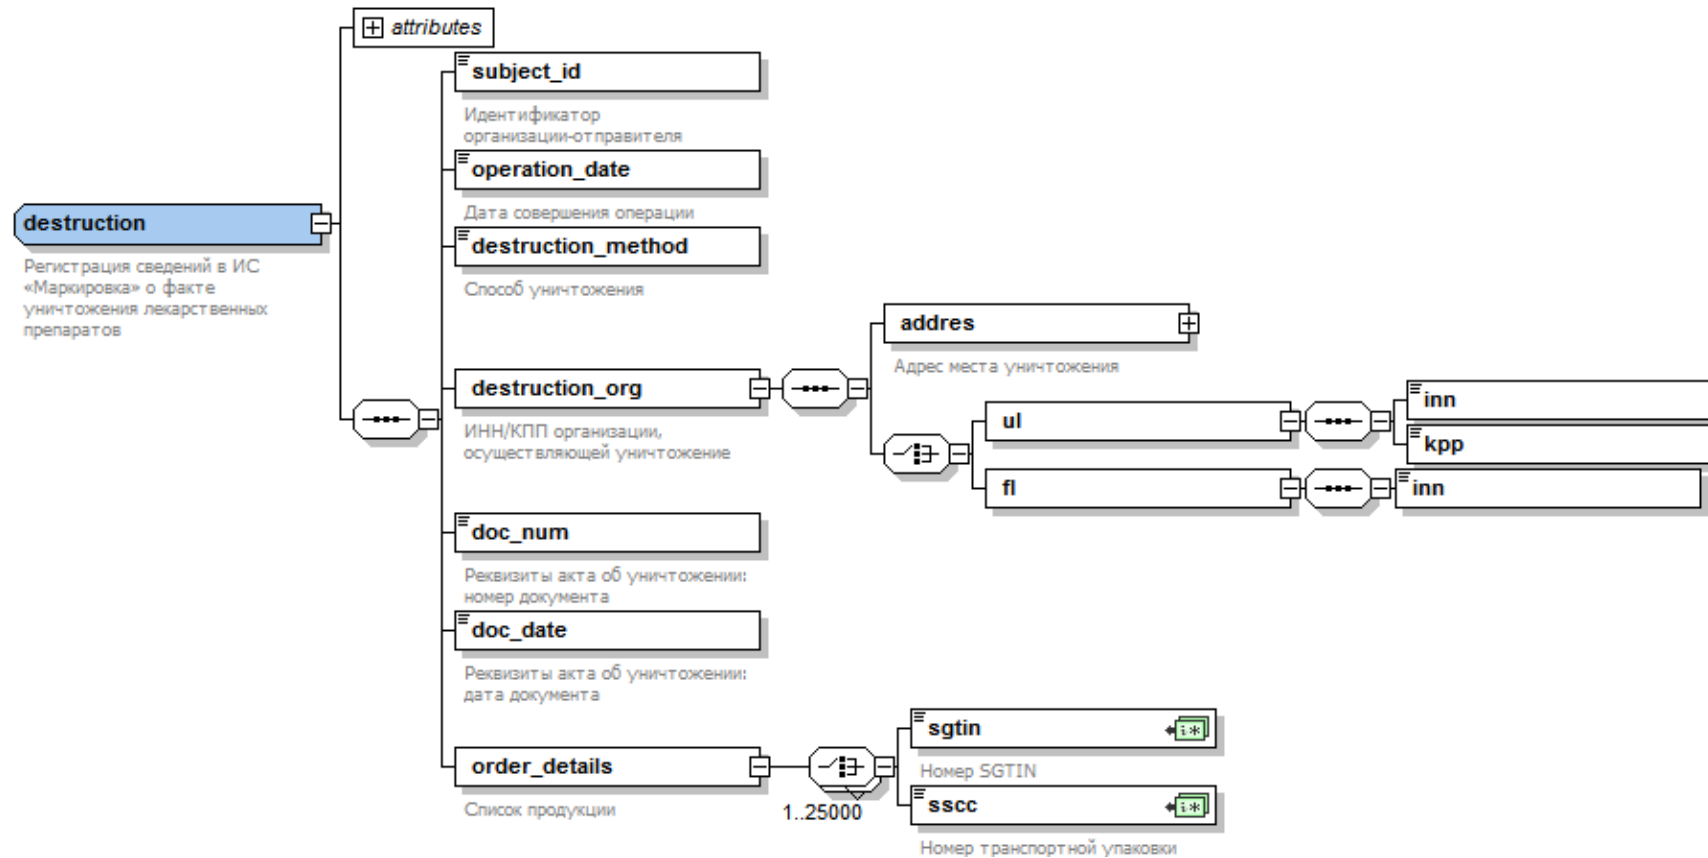 attributes
subject_id
Идентификатор
организации-отправителя
operation_date
Дата совершения операции
destruction
Регистрация сведений в ИС
«Маркировка» о факте
уничтожения лекарственных
препаратов
destruction_method
Способ уничтожения
destruction_org
ИНН/КПП организации,
осуществляющей уничтожение
addres
Адрес места уничтожения
ul
inn
kpp
fl
inn
doc_num
Реквизиты акта об уничтожении:
номер документа
doc_date
Реквизиты акта об уничтожении:
дата документа
order_details
Список продукции
1..25000
sgtin
Номер SGTIN
sscc
Номер транспортной упаковки